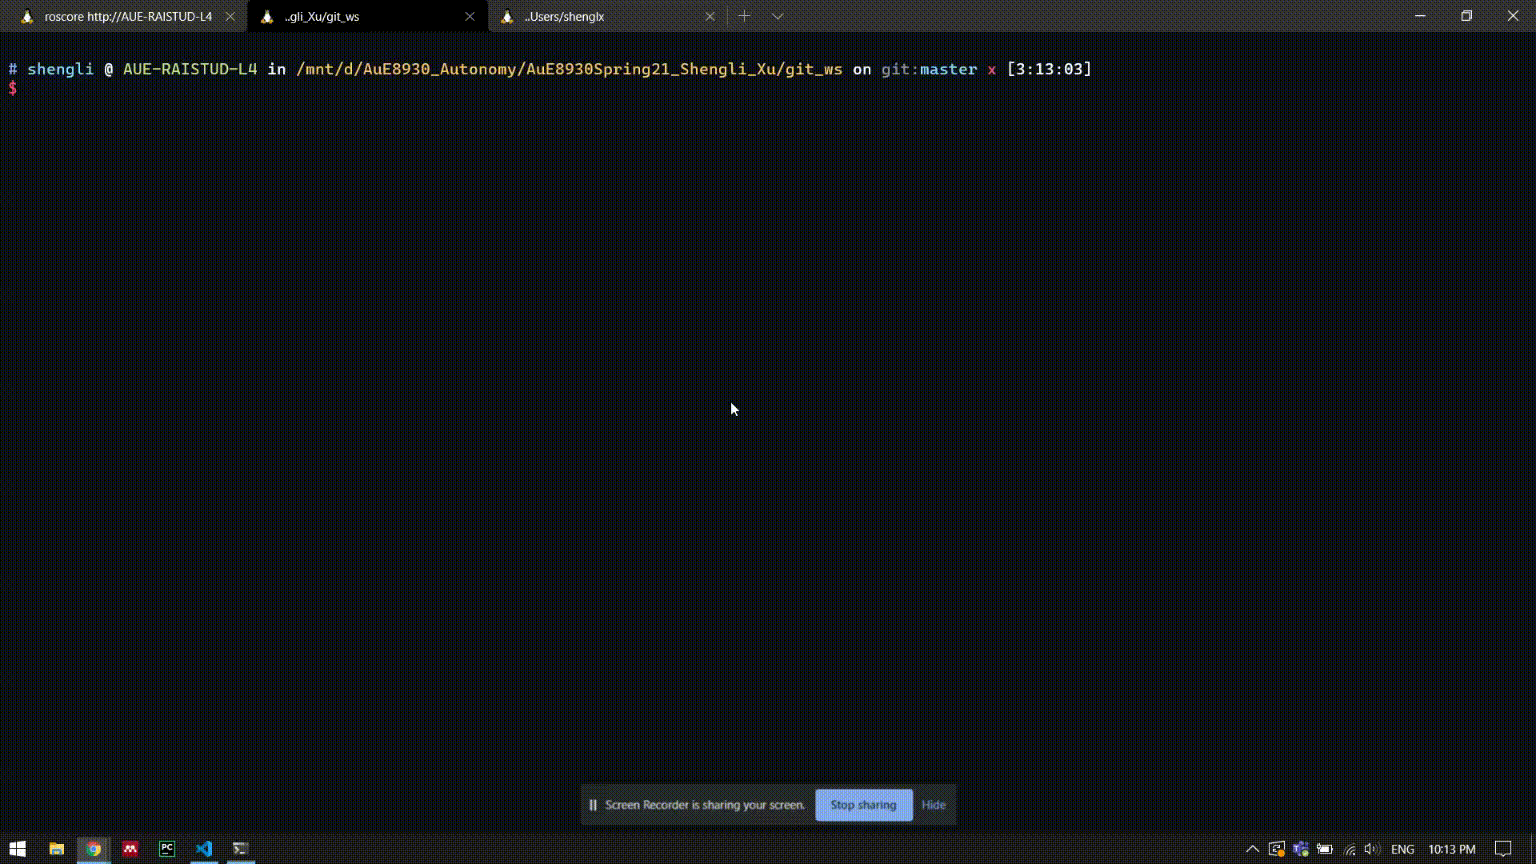 roscore http://AUE-RAISTUD-L4 ..gli_Xu/git_ws ..Users/shenglx
# shengli @ AUE-RAISTUD-L4 in /mnt/d/AuE8930_Autonomy/AuE8930Spring21_Shengli_Xu/git_ws on git:master x [3:13:03]
$
Screen Recorder is sharing your screen. Stop sharing Hide
PC ENG 10:13 PM